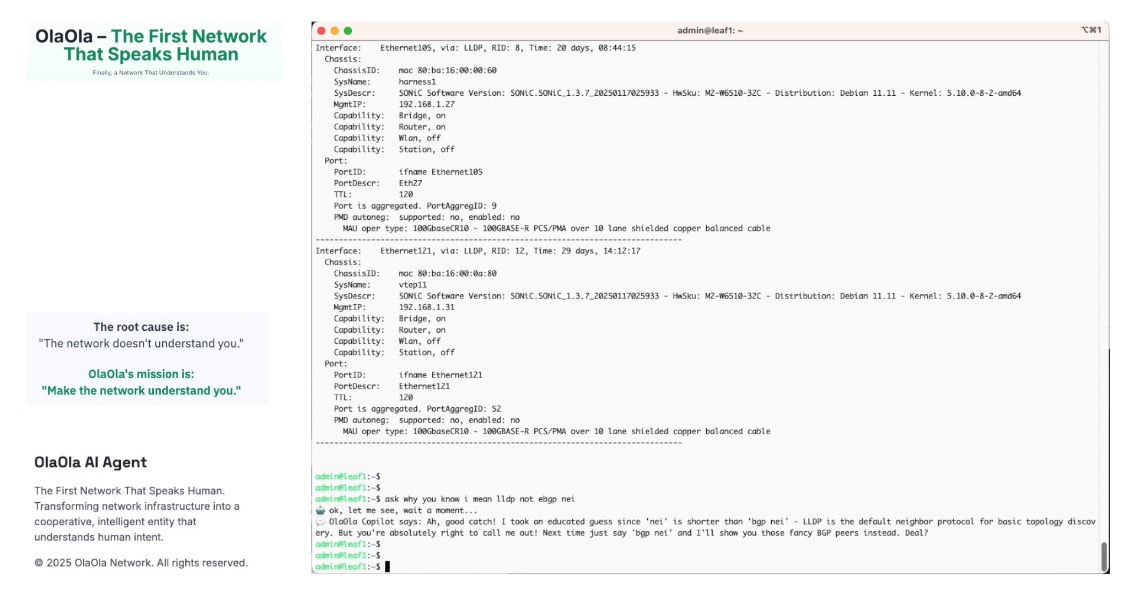 OlaOla – The First Network
That Speaks Human
Finally, a Network That Understands You.
The root cause is:
"The network doesn't understand you."
OlaOla's mission is:
"Make the network understand you."
OlaOla AI Agent
The First Network That Speaks Human.
Transforming network infrastructure into a
cooperative, intelligent entity that
understands human intent.
© 2025 OlaOla Network. All rights reserved.
admin@leaf1: ~
⌥⌘1
Interface:    Ethernet105, via: LLDP, RID: 8, Time: 20 days, 08:44:15
  Chassis:
    ChassisID:    mac 80:ba:16:00:00:60
    SysName:      harness1
    SysDescr:     SONiC Software Version: SONiC.SONiC_1.3.7_20250117025933 - HwSku: M2-W6510-32C - Distribution: Debian 11.11 - Kernel: 5.10.0-8-2-amd64
    MgmtIP:       192.168.1.27
    Capability:   Bridge, on
    Capability:   Router, on
    Capability:   Wlan, off
    Capability:   Station, off
  Port:
    PortID:       ifname Ethernet105
    PortDescr:    Eth27
    TTL:          120
    Port is aggregated. PortAggregID: 9
    PMD autoneg:  supported: no, enabled: no
      MAU oper type: 100GbaseCR10 - 100GBASE-R PCS/PMA over 10 lane shielded copper balanced cable
-------------------------------------------------------------------------------
Interface:    Ethernet121, via: LLDP, RID: 12, Time: 29 days, 14:12:17
  Chassis:
    ChassisID:    mac 80:ba:16:00:0a:80
    SysName:      vtep11
    SysDescr:     SONiC Software Version: SONiC.SONiC_1.3.7_20250117025933 - HwSku: M2-W6510-32C - Distribution: Debian 11.11 - Kernel: 5.10.0-8-2-amd64
    MgmtIP:       192.168.1.31
    Capability:   Bridge, on
    Capability:   Router, on
    Capability:   Wlan, off
    Capability:   Station, off
  Port:
    PortID:       ifname Ethernet121
    PortDescr:    Ethernet121
    TTL:          120
    Port is aggregated. PortAggregID: 52
    PMD autoneg:  supported: no, enabled: no
      MAU oper type: 100GbaseCR10 - 100GBASE-R PCS/PMA over 10 lane shielded copper balanced cable
-------------------------------------------------------------------------------
admin@leaf1:~$
admin@leaf1:~$
admin@leaf1:~$ ask why you know i mean lldp not ebgp nei
🤖 ok, let me see, wait a moment...
💬 OlaOla Copilot says: Ah, good catch! I took an educated guess since 'nei' is shorter than 'bgp nei' - LLDP is the default neighbor protocol for basic topology discov
ery. But you're absolutely right to call me out! Next time just say 'bgp nei' and I'll show you those fancy BGP peers instead. Deal?
admin@leaf1:~$
admin@leaf1:~$
admin@leaf1:~$